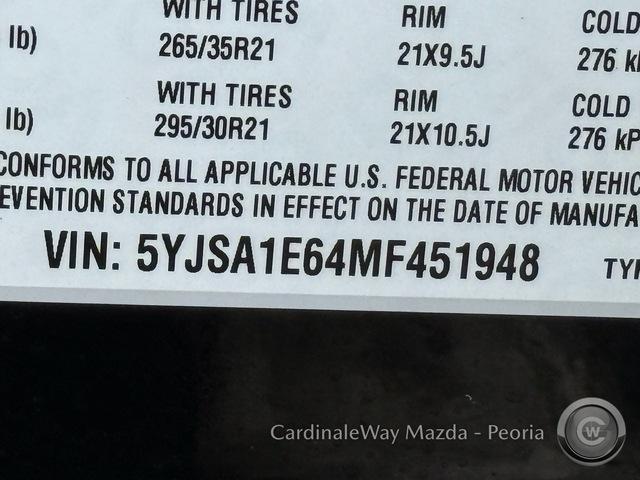 WITH TIRES RIM COLD
lb) 265/35R21 21X9.5J 276
WITH TIRES RIM COLD
lb) 295/30R21 21X10.5J 276 kP
CONFORMS TO ALL APPLICABLE U.S. FEDERAL MOTOR VEHIC
EVENTION STANDARDS IN EFFECT ON THE DATE OF MANUFA
VIN: 5YJSA1E64MF451948 TYP
CardinaleWay Mazda - Peoria CW